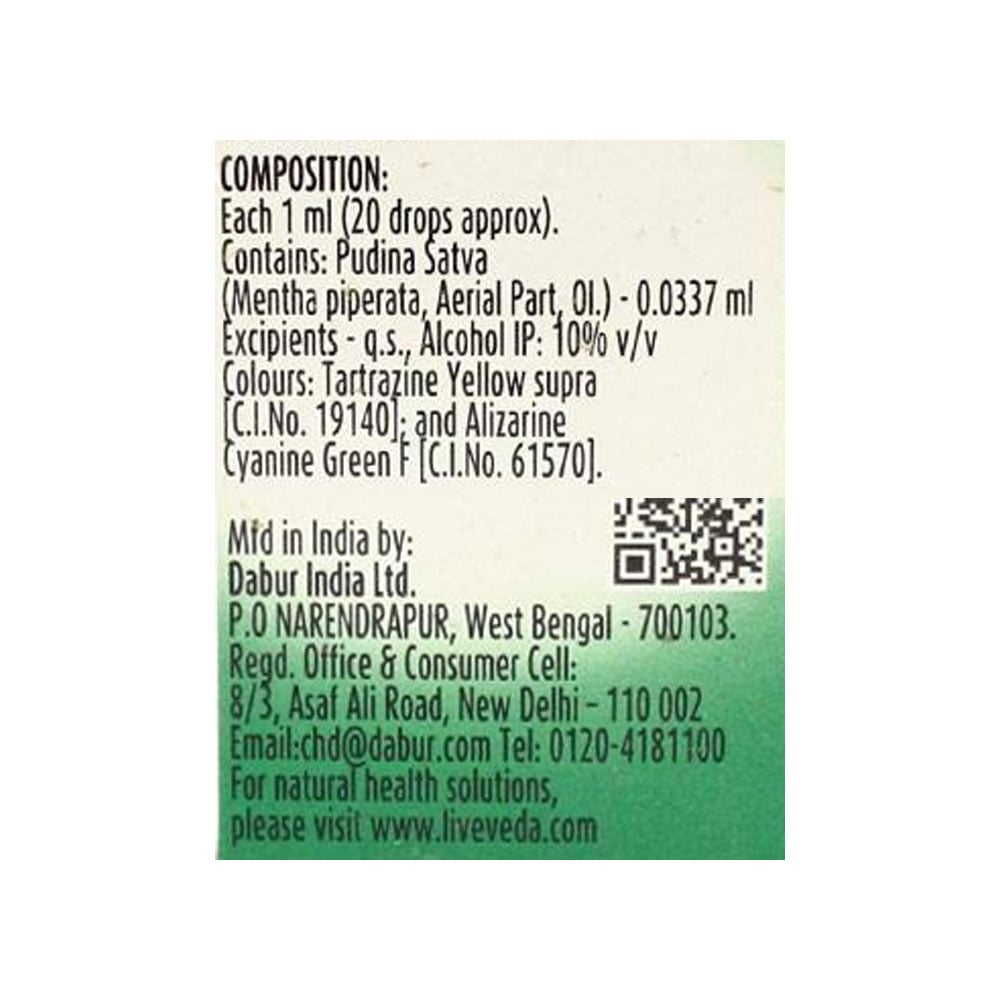 COMPOSITION:
Each 1 ml (20 drops approx).
Contains: Pudina Satva
(Mentha piperata, Aerial Part, Ol.) - 0.0337 ml
Excipients - q.s., Alcohol IP: 10% v/v
Colours: Tartrazine Yellow supra
[C.I.No. 19140]; and Alizarine
Cyanine Green F [C.I.No. 61570].
Mfd in India by:
Dabur India Ltd.
P.O NARENDRAPUR, West Bengal - 700103.
Regd. Office & Consumer Cell:
8/3, Asaf Ali Road, New Delhi – 110 002
Email:chd@dabur.com Tel: 0120-4181100
For natural health solutions,
please visit www.liveveda.com